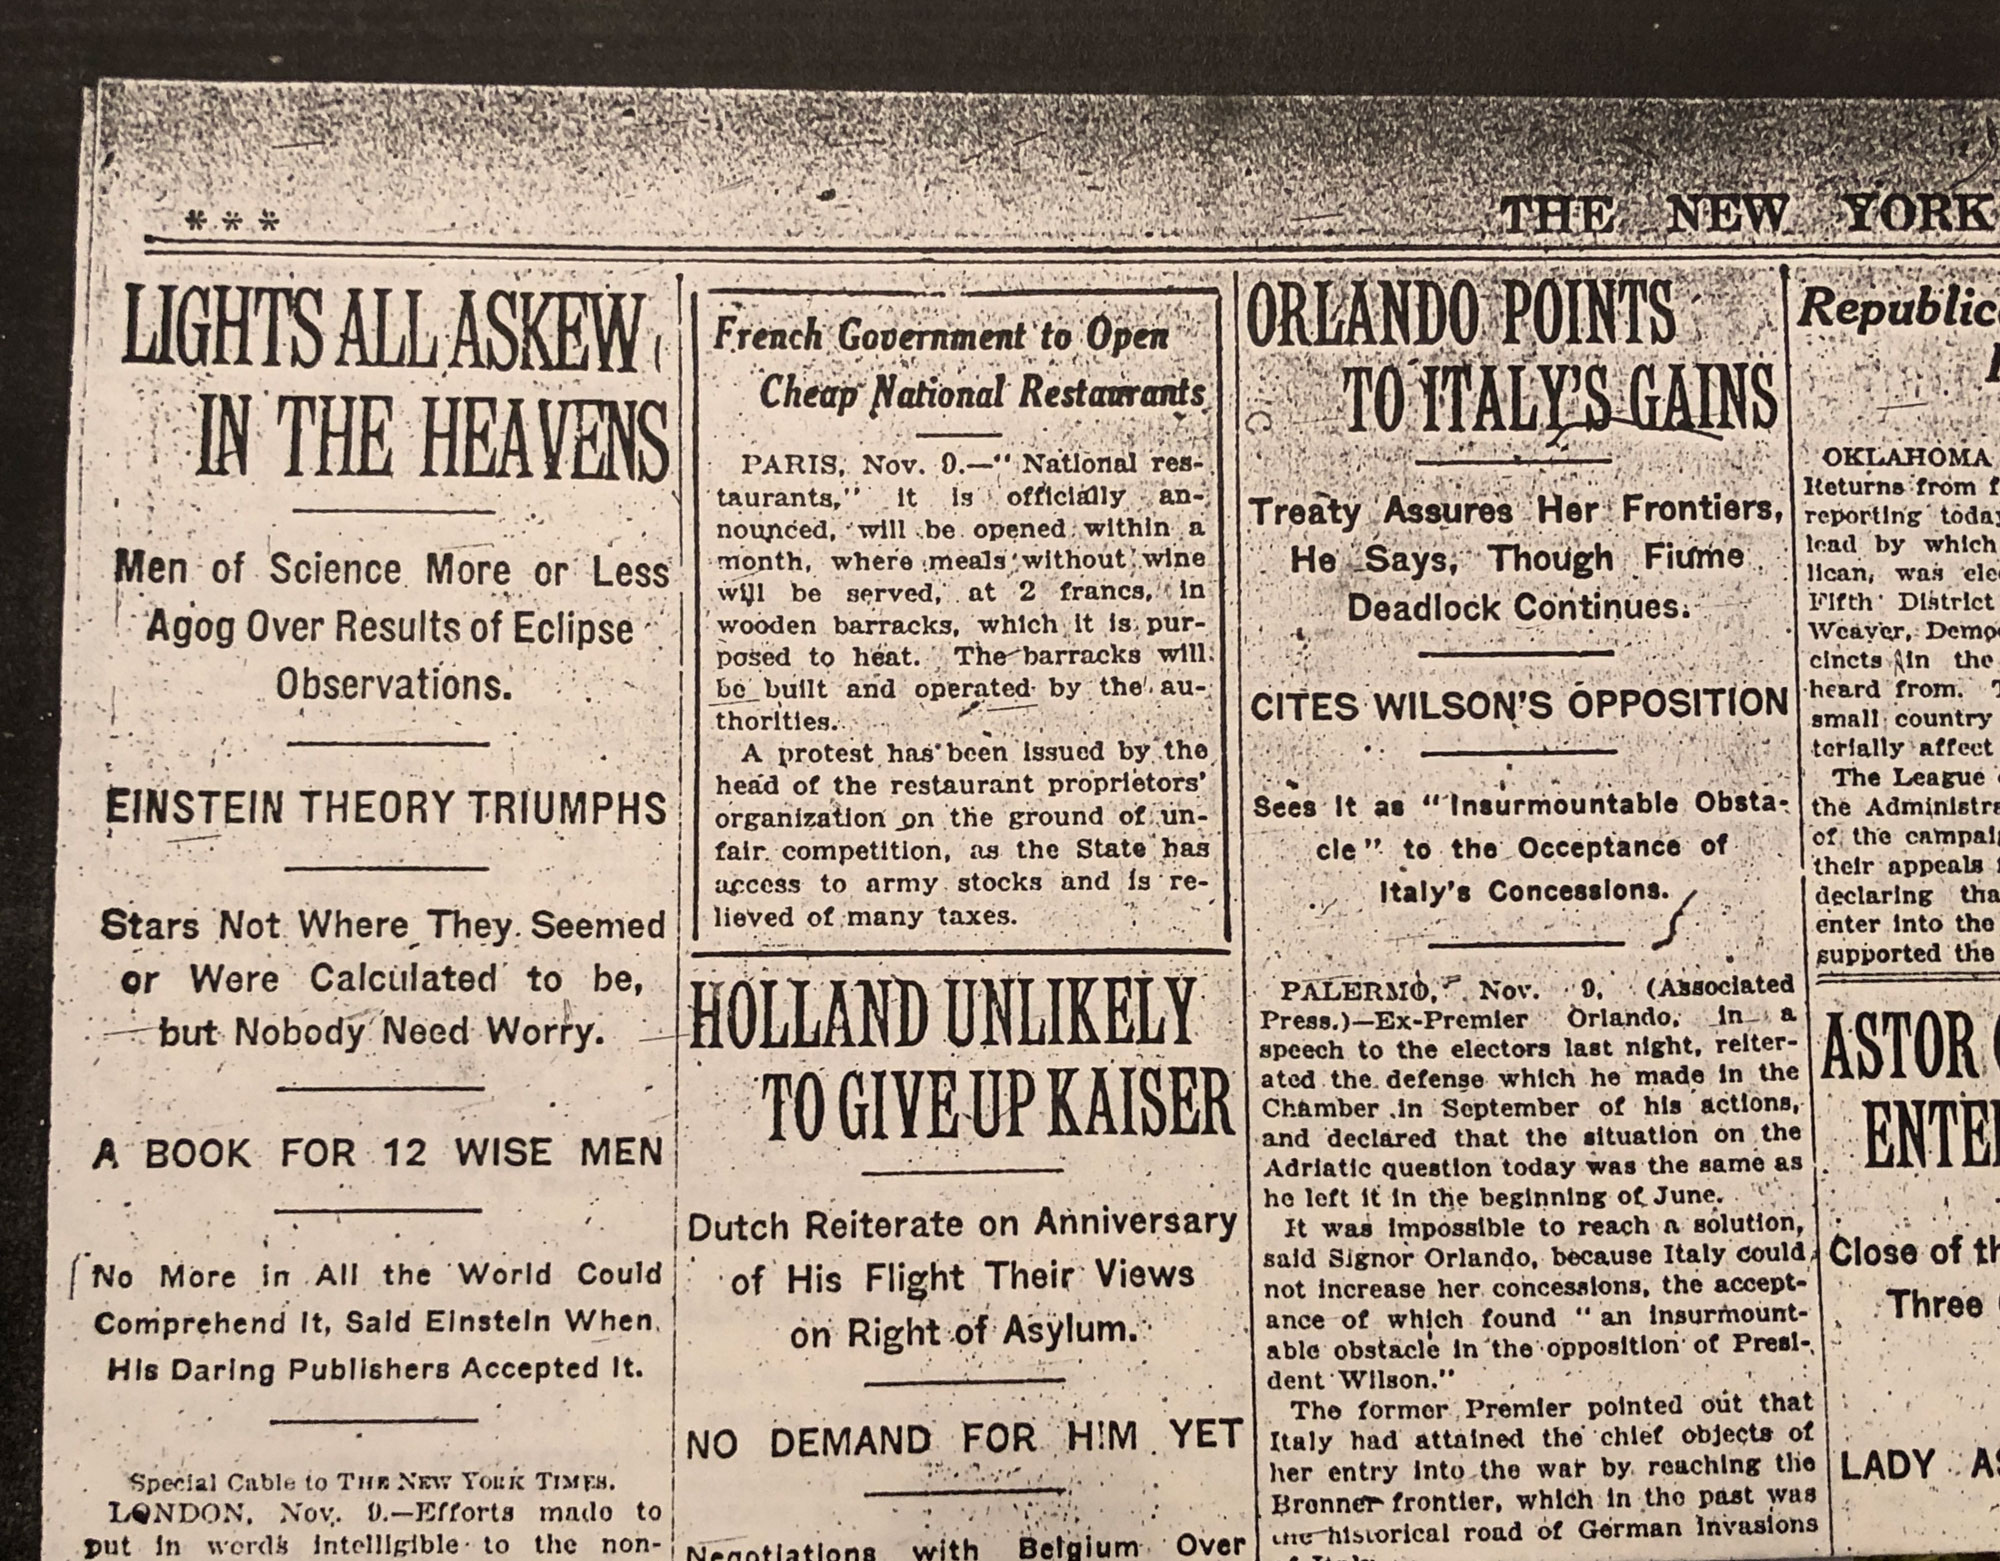 * * *
THE NEW YORK
LIGHTS ALL ASKEW
IN THE HEAVENS
Men of Science More or Less
Agog Over Results of Eclipse
Observations.
EINSTEIN THEORY TRIUMPHS
Stars Not Where They Seemed
or Were Calculated to be,
but Nobody Need Worry.
A BOOK FOR 12 WISE MEN
No More in All the World Could
Comprehend It, Said Einstein When
His Daring Publishers Accepted It.
Special Cable to THE NEW YORK TIMES.
LONDON, Nov. 9.—Efforts made to
put in words intelligible to the non-
French Government to Open
Cheap National Restaurants
PARIS, Nov. 9.—"National res-
taurants," it is officially an-
nounced, will be opened within a
month, where meals without wine
will be served, at 2 francs, in
wooden barracks, which it is pur-
posed to heat. The barracks will
be built and operated by the au-
thorities.
A protest has been issued by the
head of the restaurant proprietors'
organization on the ground of un-
fair competition, as the State has
access to army stocks and is re-
lieved of many taxes.
HOLLAND UNLIKELY
TO GIVE UP KAISER
Dutch Reiterate on Anniversary
of His Flight Their Views
on Right of Asylum.
NO DEMAND FOR HIM YET
Negotiations with Belgium Over
ORLANDO POINTS
TO ITALY'S GAINS
Treaty Assures Her Frontiers,
He Says, Though Fiume
Deadlock Continues.
CITES WILSON'S OPPOSITION
Sees It as "Insurmountable Obsta-
cle" to the Occeptance of
Italy's Concessions.
PALERMO, Nov. 9, (Associated
Press.)—Ex-Premier Orlando, in a
speech to the electors last night, reiter-
ated the defense which he made in the
Chamber in September of his actions,
and declared that the situation on the
Adriatic question today was the same as
he left it in the beginning of June.
It was impossible to reach a solution,
said Signor Orlando, because Italy could
not increase her concessions, the accept-
ance of which found "an insurmount-
able obstacle in the opposition of Presi-
dent Wilson."
The former Premier pointed out that
Italy had attained the chief objects of
her entry into the war by reaching the
Brenner frontier, which in the past was
the historical road of German invasions
Republic
OKLAHOMA
Returns from f
reporting today
lead by which
lican, was elec
Fifth District
Weaver, Demo
cincts in the
heard from. T
small country
terially affect
The League
the Administra
of the campaig
their appeals f
declaring tha
enter into the
supported the
ASTOR
ENTE
Close of th
Three
LADY AS